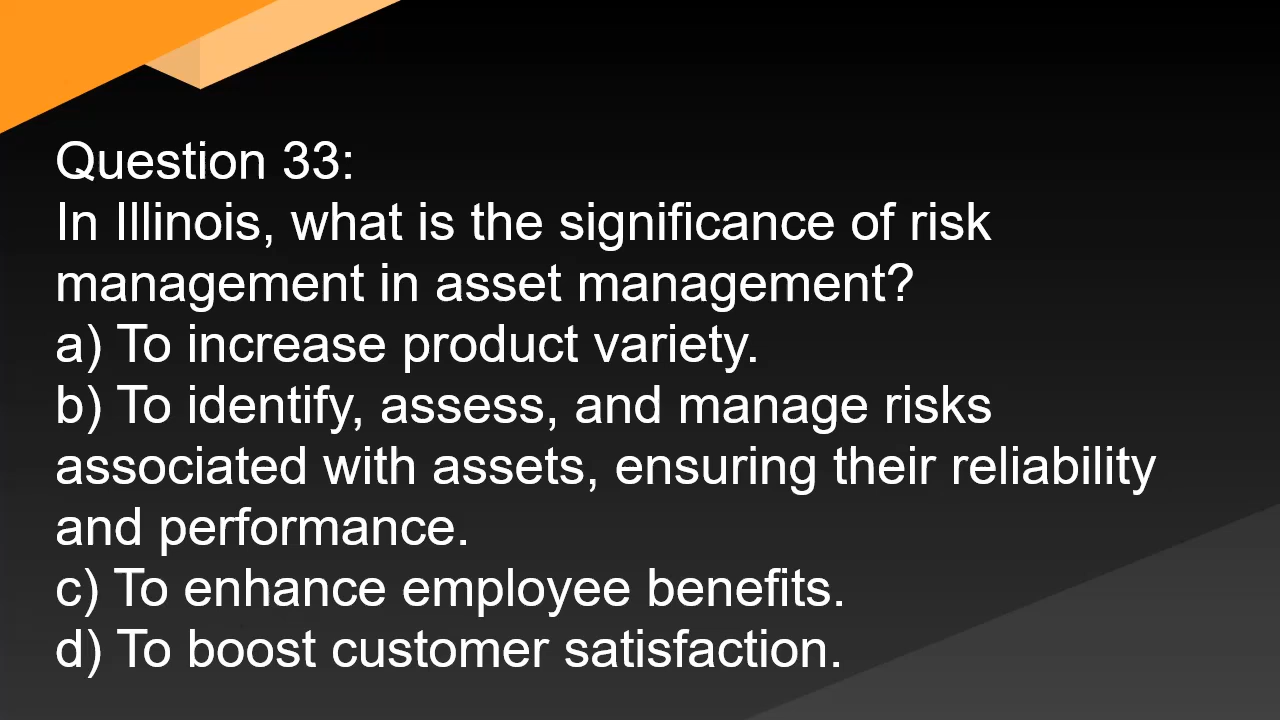 Question 33:
In Illinois, what is the significance of risk
management in asset management?
a) To increase product variety.
b) To identify, assess, and manage risks
associated with assets, ensuring their reliability
and performance.
c) To enhance employee benefits.
d) To boost customer satisfaction.